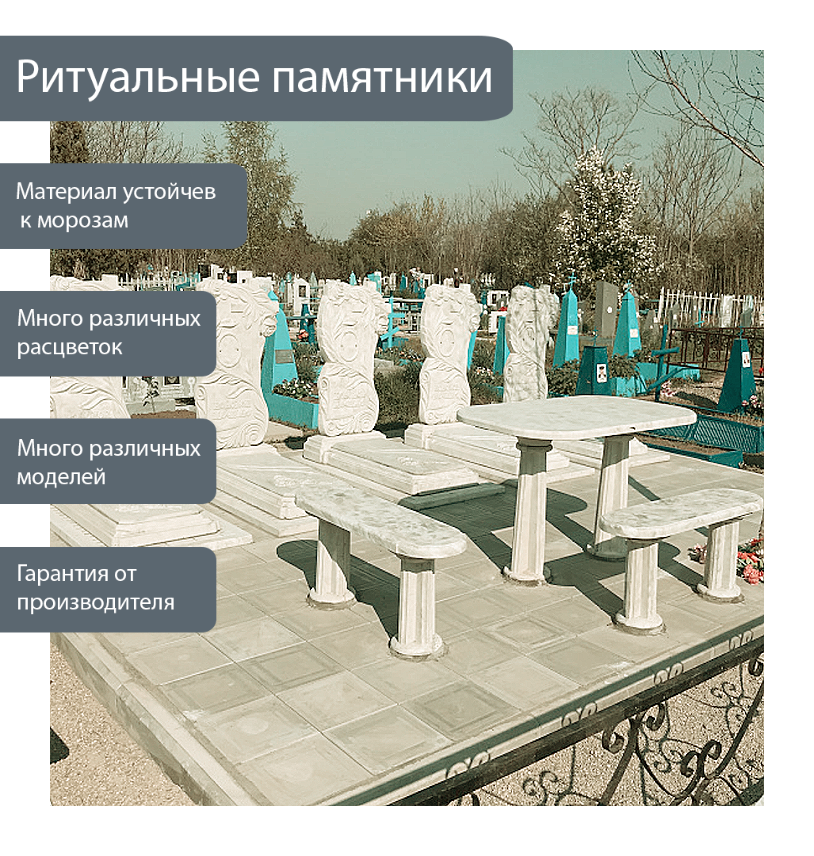 Ритуальные памятники
Материал устойчев
к морозам
Много различных
расцветок
Много различных
моделей
Гарантия от
производителя